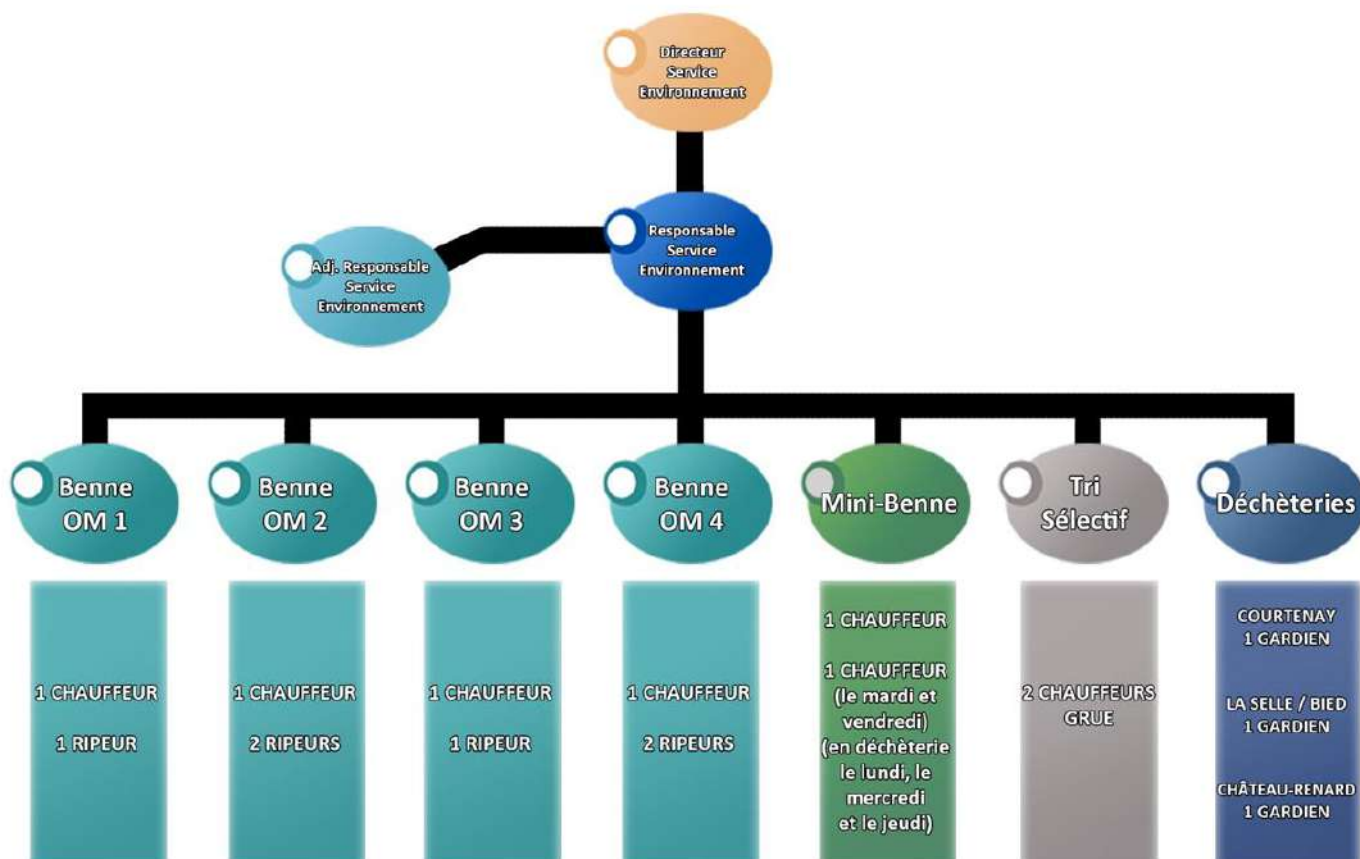 Directeur
Service
Environnement
Responsable
Service
Environnement
Adj. Responsable
Service
Environnement
Benne
OM 1
Benne
OM 2
Benne
OM 3
Benne
OM 4
Mini-Benne
Tri
Sélectif
Déchèteries
1 CHAUFFEUR
1 RIPEUR
1 CHAUFFEUR
2 RIPEURS
1 CHAUFFEUR
1 RIPEUR
1 CHAUFFEUR
2 RIPEURS
1 CHAUFFEUR
1 CHAUFFEUR
(le mardi et
vendredi)
(en déchèterie
le lundi, le
mercredi
et le jeudi)
2 CHAUFFEURS
GRUE
COURTENAY
1 GARDIEN
LA SELLE / BIED
1 GARDIEN
CHÂTEAU-RENARD
1 GARDIEN